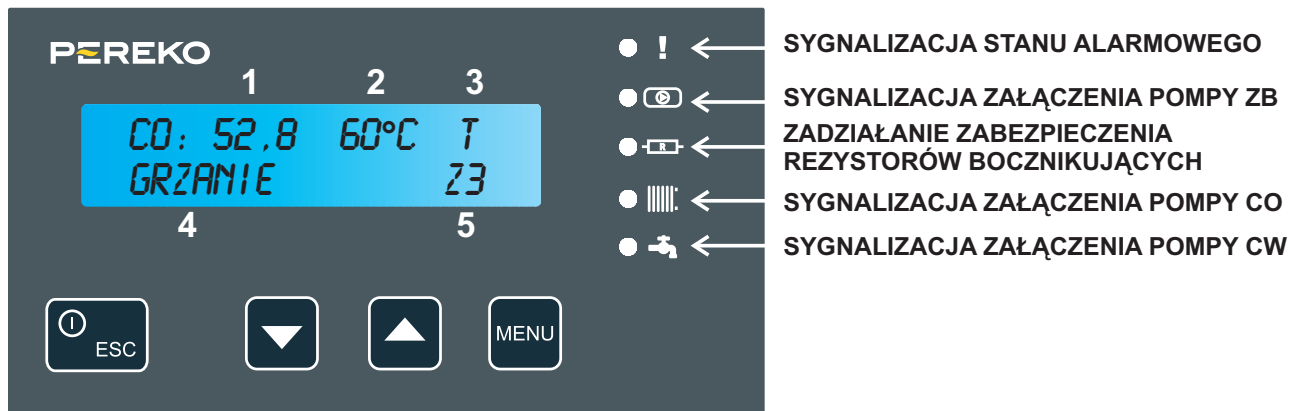 PEREKO
1 2 3
CO: 52,8 60°C T
GRZANIE Z3
4 5
! SYGNALIZACJA STANU ALARMOWEGO
SYGNALIZACJA ZAŁĄCZENIA POMPY ZB
R ZADZIAŁANIE ZABEZPIECZENIA
REZYSTORÓW BOCZNIKUJĄCYCH
SYGNALIZACJA ZAŁĄCZENIA POMPY CO
SYGNALIZACJA ZAŁĄCZENIA POMPY CW
ESC
MENU